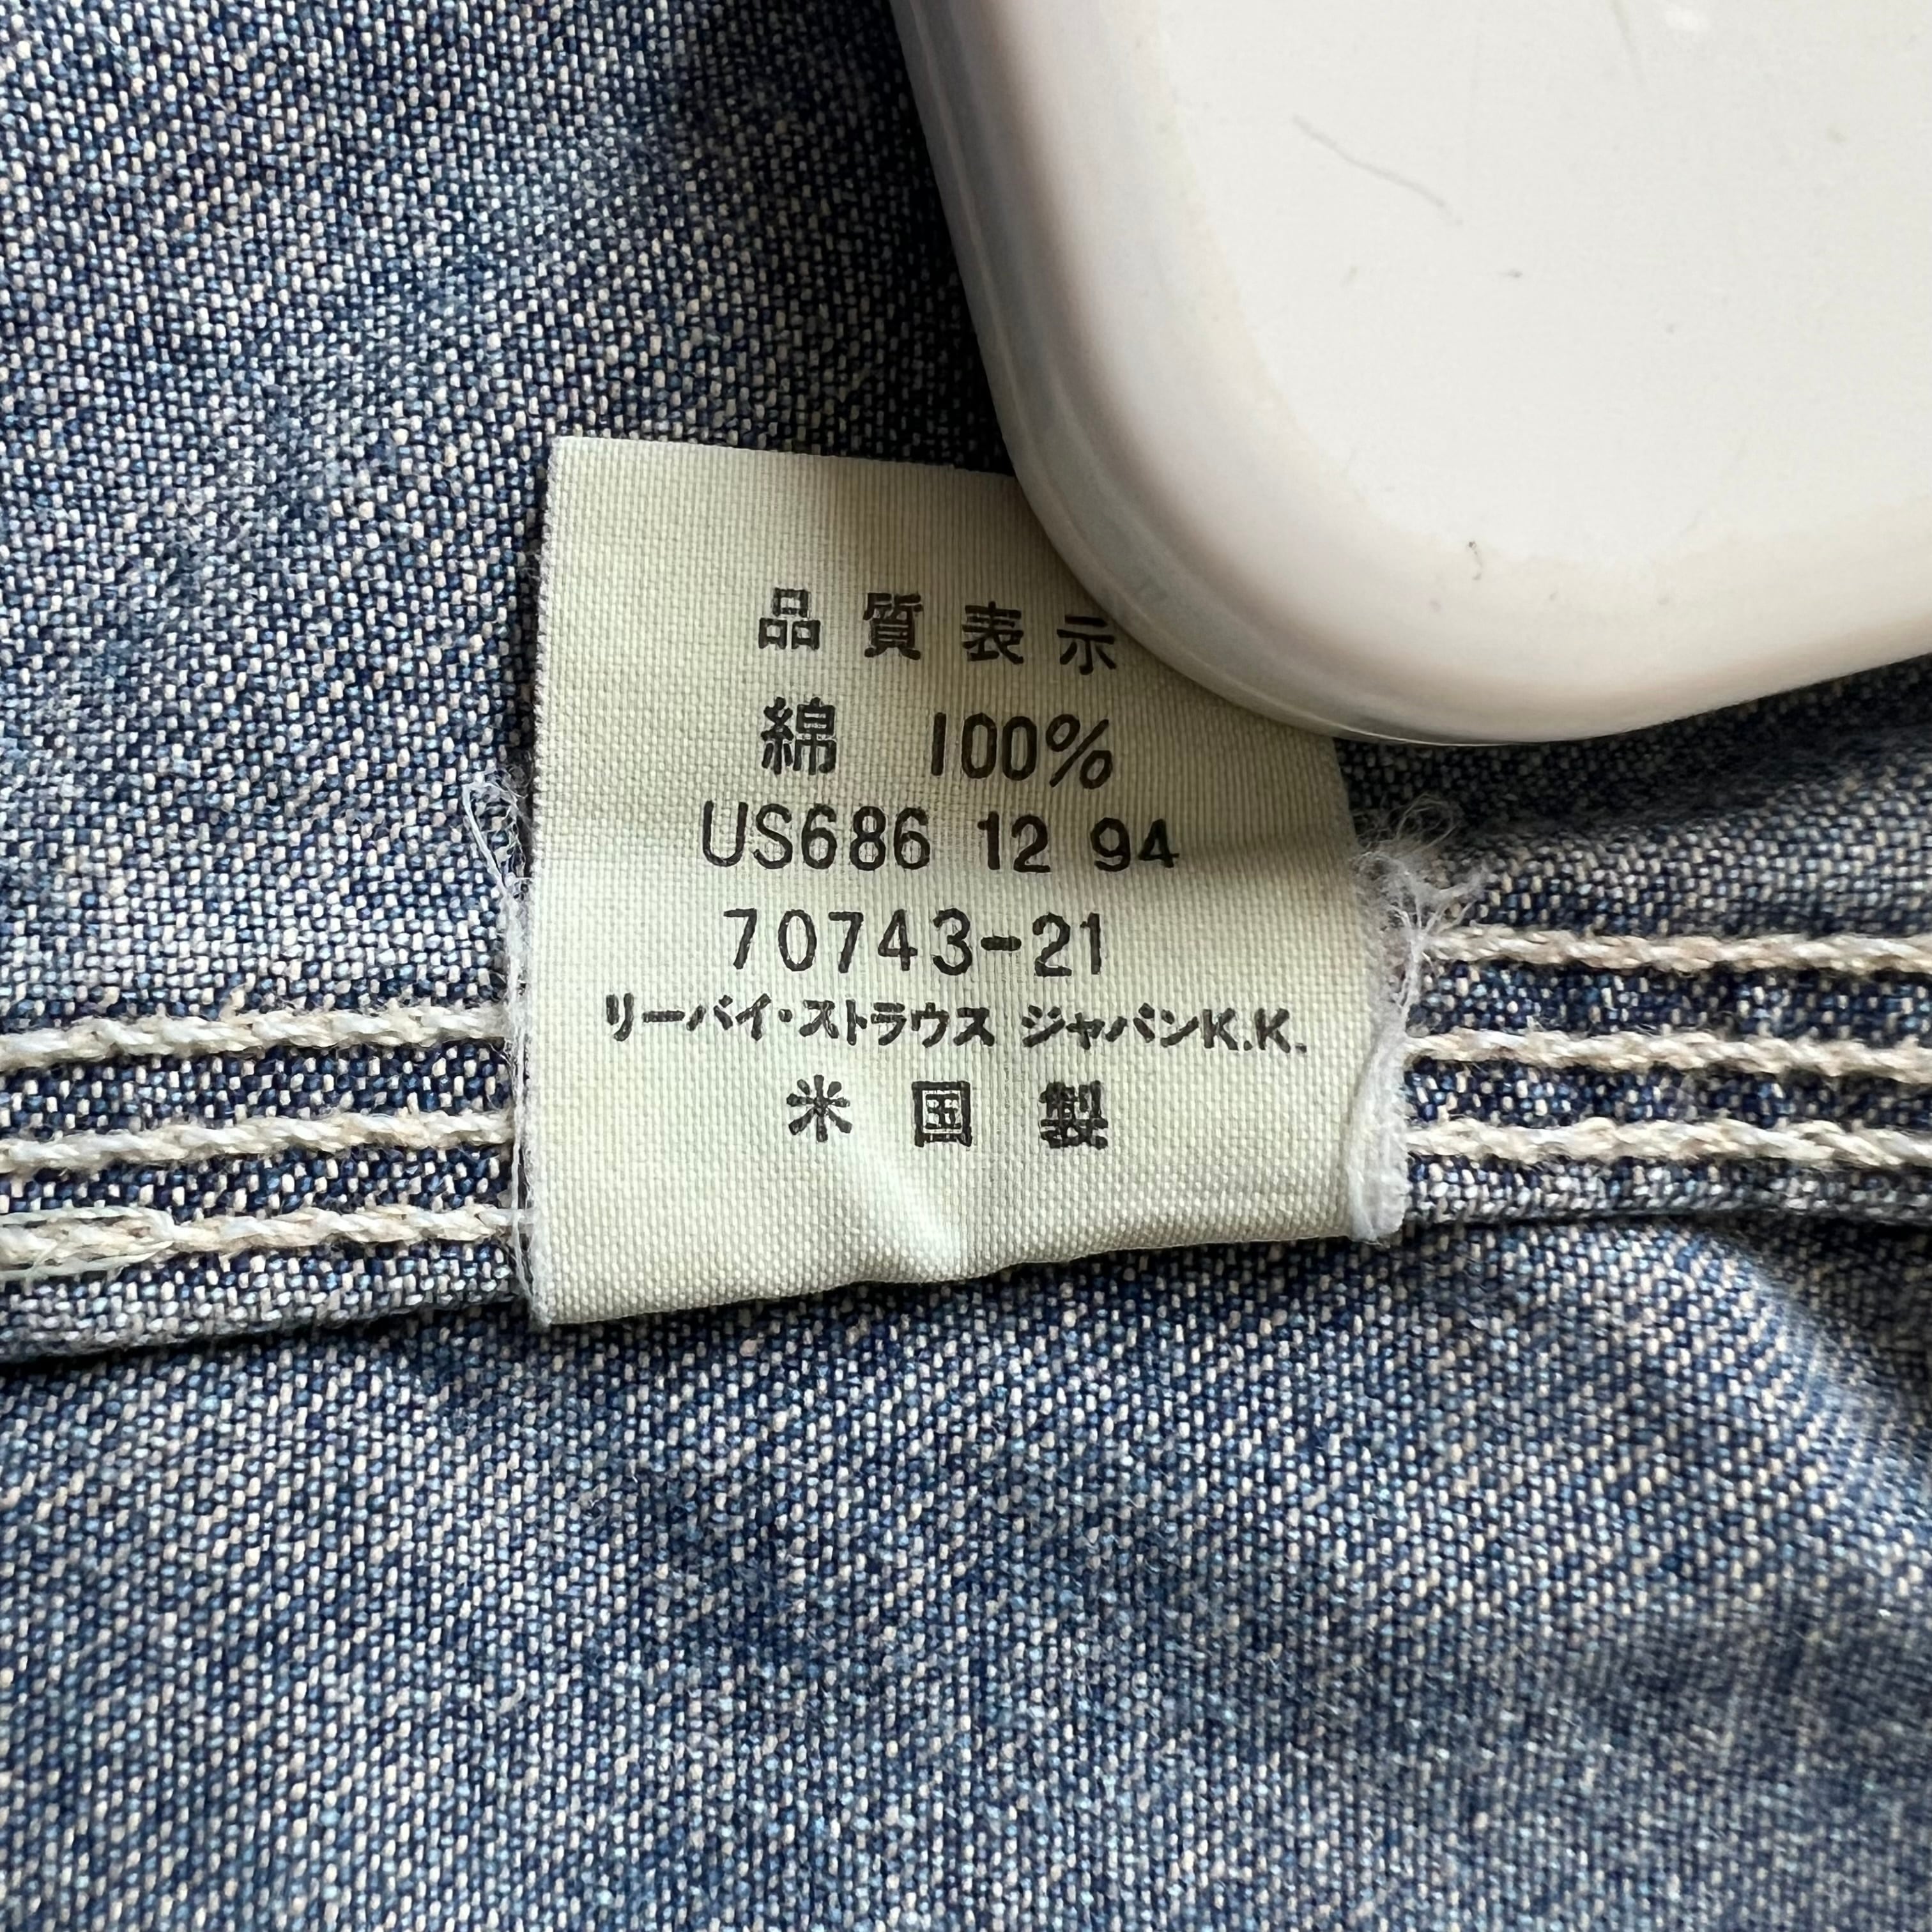 品質表示
綿 100%
US686 12 94
70743-21
リーバイ・ストラウス ジャパンK.K.
米国製